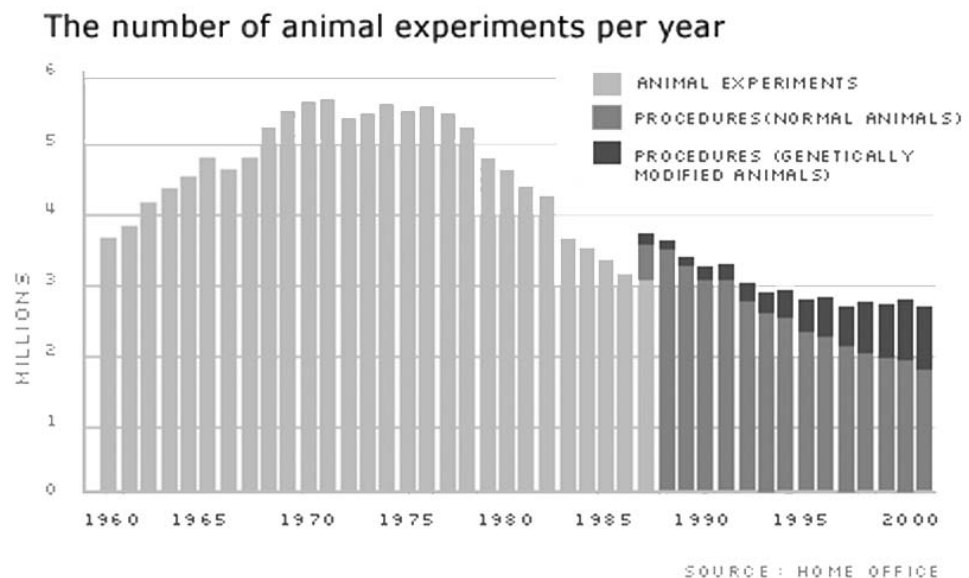 The number of animal experiments per year
6
5
4
3
2
1
0
MILLIONS
ANIMAL EXPERIMENTS
PROCEDURES(NORMAL ANIMALS)
PROCEDURES (GENETICALLY
MODIFIED ANIMALS)
1960 1965 1970 1975 1980 1985 1990 1995 2000
SOURCE: HOME OFFICE